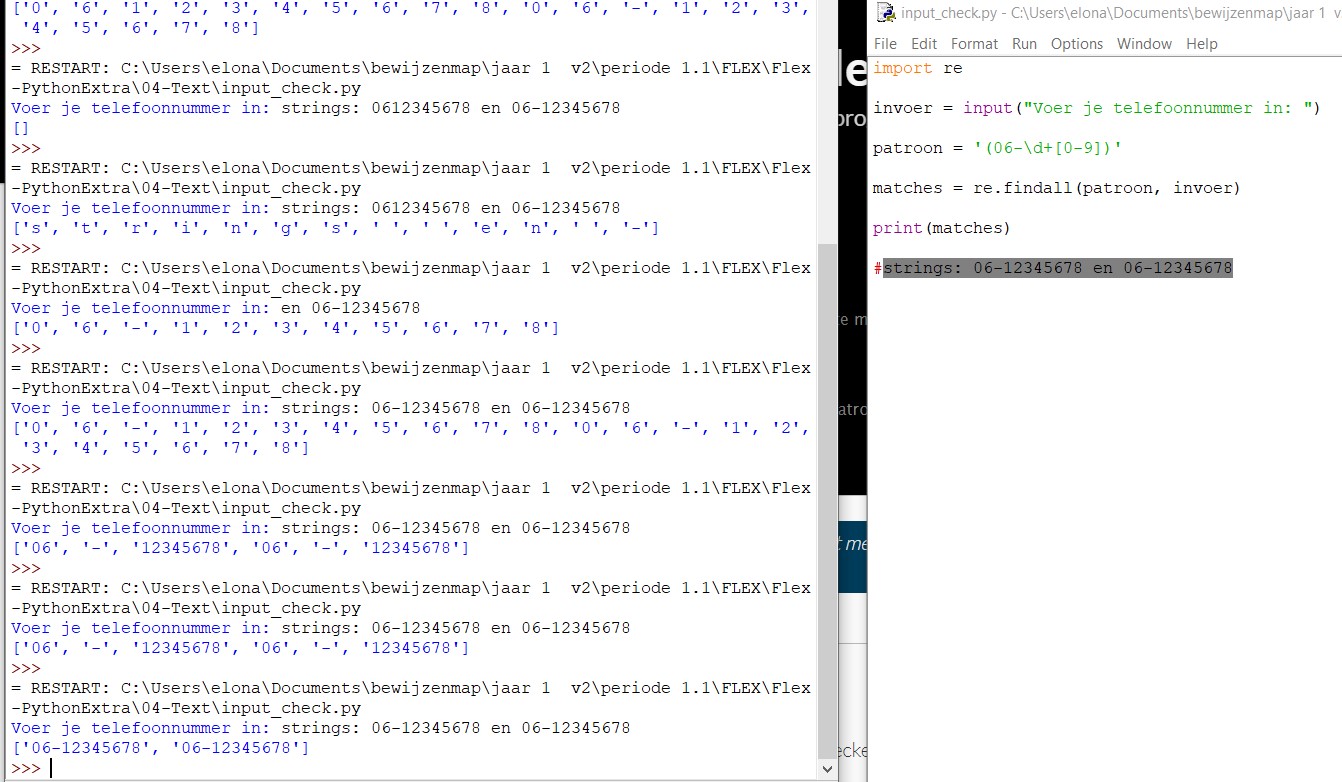 ['0', '6', '1', '2', '3', '4', '5', '6', '7', '8', '0', '6', '-', '1', '2', '3',
 '4', '5', '6', '7', '8']
>>>
= RESTART: C:\Users\elona\Documents\bewijzenmap\jaar 1  v2\periode 1.1\FLEX\Flex
-PythonExtra\04-Text\input_check.py
Voer je telefoonnummer in: strings: 0612345678 en 06-12345678
[]
>>>
= RESTART: C:\Users\elona\Documents\bewijzenmap\jaar 1  v2\periode 1.1\FLEX\Flex
-PythonExtra\04-Text\input_check.py
Voer je telefoonnummer in: strings: 0612345678 en 06-12345678
['s', 't', 'r', 'i', 'n', 'g', 's', ' ', ' ', 'e', 'n', ' ', '-']
>>>
= RESTART: C:\Users\elona\Documents\bewijzenmap\jaar 1  v2\periode 1.1\FLEX\Flex
-PythonExtra\04-Text\input_check.py
Voer je telefoonnummer in: en 06-12345678
['0', '6', '-', '1', '2', '3', '4', '5', '6', '7', '8']
>>>
= RESTART: C:\Users\elona\Documents\bewijzenmap\jaar 1  v2\periode 1.1\FLEX\Flex
-PythonExtra\04-Text\input_check.py
Voer je telefoonnummer in: strings: 06-12345678 en 06-12345678
['0', '6', '-', '1', '2', '3', '4', '5', '6', '7', '8', '0', '6', '-', '1', '2',
 '3', '4', '5', '6', '7', '8']
>>>
= RESTART: C:\Users\elona\Documents\bewijzenmap\jaar 1  v2\periode 1.1\FLEX\Flex
-PythonExtra\04-Text\input_check.py
Voer je telefoonnummer in: strings: 06-12345678 en 06-12345678
['06', '-', '12345678', '06', '-', '12345678']
>>>
= RESTART: C:\Users\elona\Documents\bewijzenmap\jaar 1  v2\periode 1.1\FLEX\Flex
-PythonExtra\04-Text\input_check.py
Voer je telefoonnummer in: strings: 06-12345678 en 06-12345678
['06', '-', '12345678', '06', '-', '12345678']
>>>
= RESTART: C:\Users\elona\Documents\bewijzenmap\jaar 1  v2\periode 1.1\FLEX\Flex
-PythonExtra\04-Text\input_check.py
Voer je telefoonnummer in: strings: 06-12345678 en 06-12345678
['06-12345678', '06-12345678']
>>>
input_check.py - C:\Users\elona\Documents\bewijzenmap\jaar 1  v
File Edit Format Run Options Window Help
import re
invoer = input("Voer je telefoonnummer in: ")
patroon = '(06-\d+[0-9])'
matches = re.findall(patroon, invoer)
print(matches)
#strings: 06-12345678 en 06-12345678